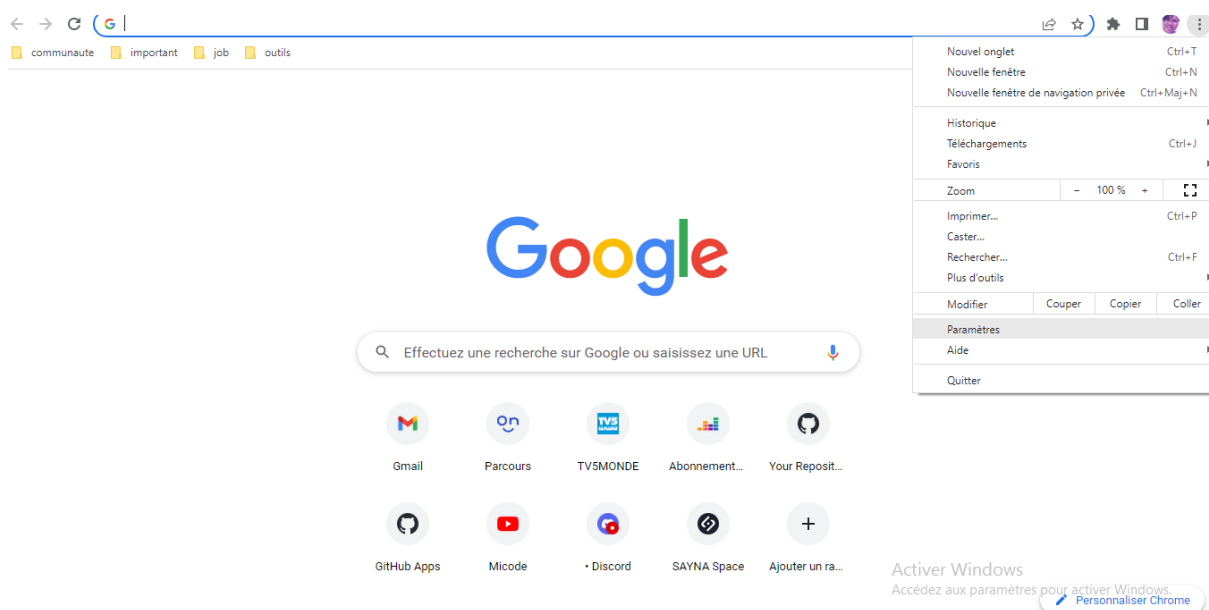 G
communaute important job outils
Nouvel onglet Ctrl+T
Nouvelle fenêtre Ctrl+N
Nouvelle fenêtre de navigation privée Ctrl+Maj+N
Historique
Téléchargements Ctrl+J
Favoris
Zoom - 100 % +
Imprimer... Ctrl+P
Caster...
Rechercher... Ctrl+F
Plus d'outils
Modifier Couper Copier Coller
Paramètres
Aide
Quitter
Google
Effectuez une recherche sur Google ou saisissez une URL
on TV5 MONDE
Gmail Parcours TV5MONDE Abonnement... Your Reposit...
GitHub Apps Micode • Discord SAYNA Space Ajouter un ra...
Activer Windows
Accédez aux paramètres pour activer Windows.
Personnaliser Chrome